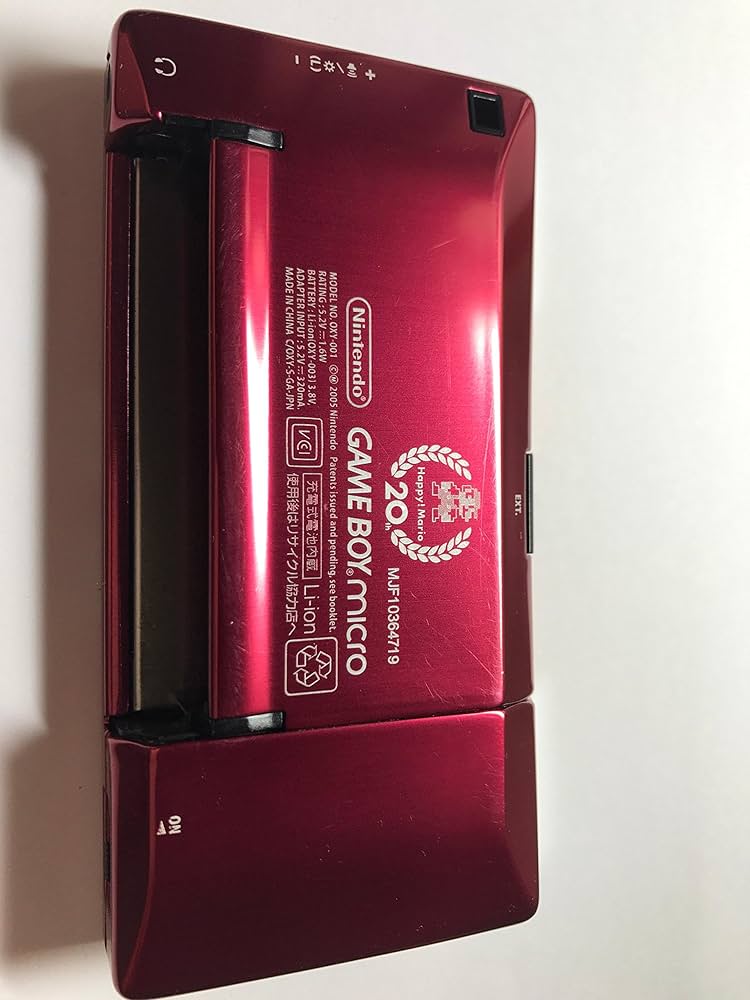 Happy! Mario
20th
MJF10364719
Nintendo®
GAME BOY® micro
MODEL NO. OXY-001 ©Ⓜ 2005 Nintendo Patents issued and pending, see booklet.
RATING : 5.2V⎓1.6W
BATTERY : Li-ion(OXY-003) 3.8V,
ADAPTER INPUT : 5.2V⎓320mA.
MADE IN CHINA C/OXY-S-GA-JPN
VCI
充電式電池内蔵
使用後はリサイクル協力店へ
Li-ion
EXT.
+
/
(L)
-
ON